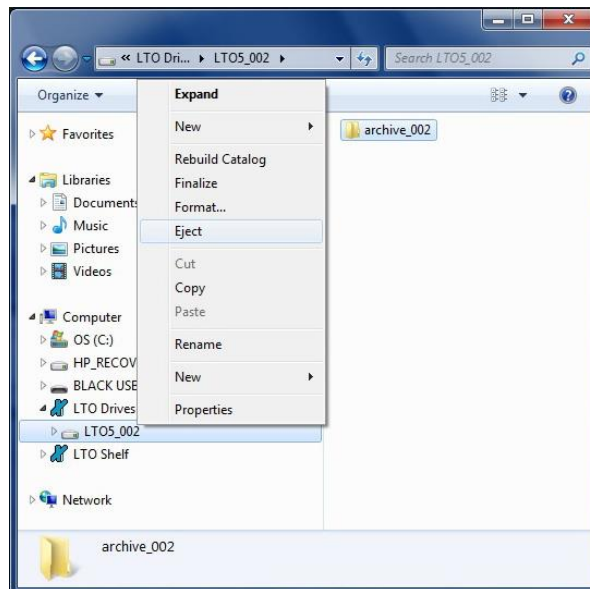 « LTO Dri... ▸ LTO5_002 ▸
Search LTO5_002
Organize
Favorites
Libraries
Documents
Music
Pictures
Videos
Computer
OS (C:)
HP_RECOV
BLACK USE
LTO Drives
LTO5_002
LTO Shelf
Network
Expand
New
Rebuild Catalog
Finalize
Format...
Eject
Cut
Copy
Paste
Rename
New
Properties
archive_002
archive_002